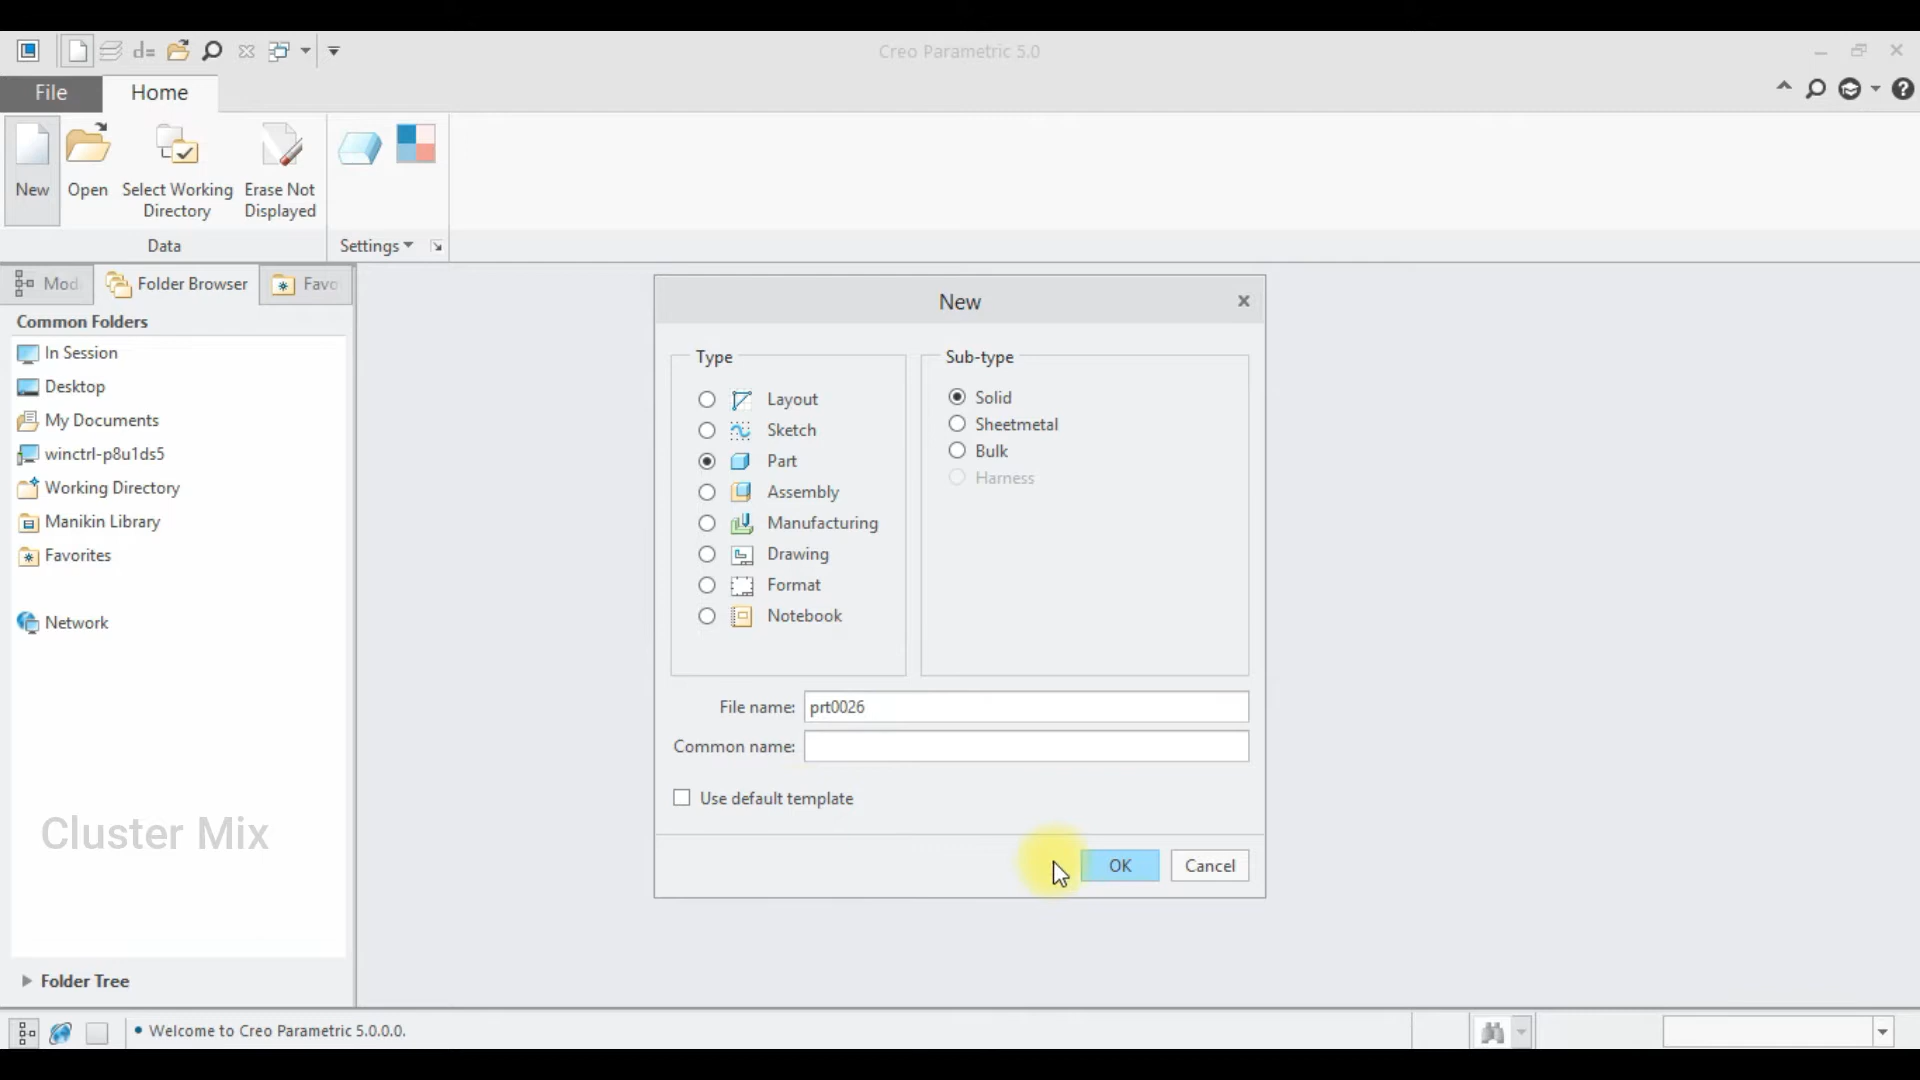 d=
Creo Parametric 5.0
File
Home
New
Open
Select Working
Directory
Erase Not
Displayed
Data
Settings
Mod
Folder Browser
Favo
Common Folders
In Session
Desktop
My Documents
winctrl-p8u1ds5
Working Directory
Manikin Library
Favorites
Network
Cluster Mix
Folder Tree
New
Type
Layout
Sketch
Part
Assembly
Manufacturing
Drawing
Format
Notebook
Sub-type
Solid
Sheetmetal
Bulk
Harness
File name: prt0026
Common name:
Use default template
OK
Cancel
• Welcome to Creo Parametric 5.0.0.0.